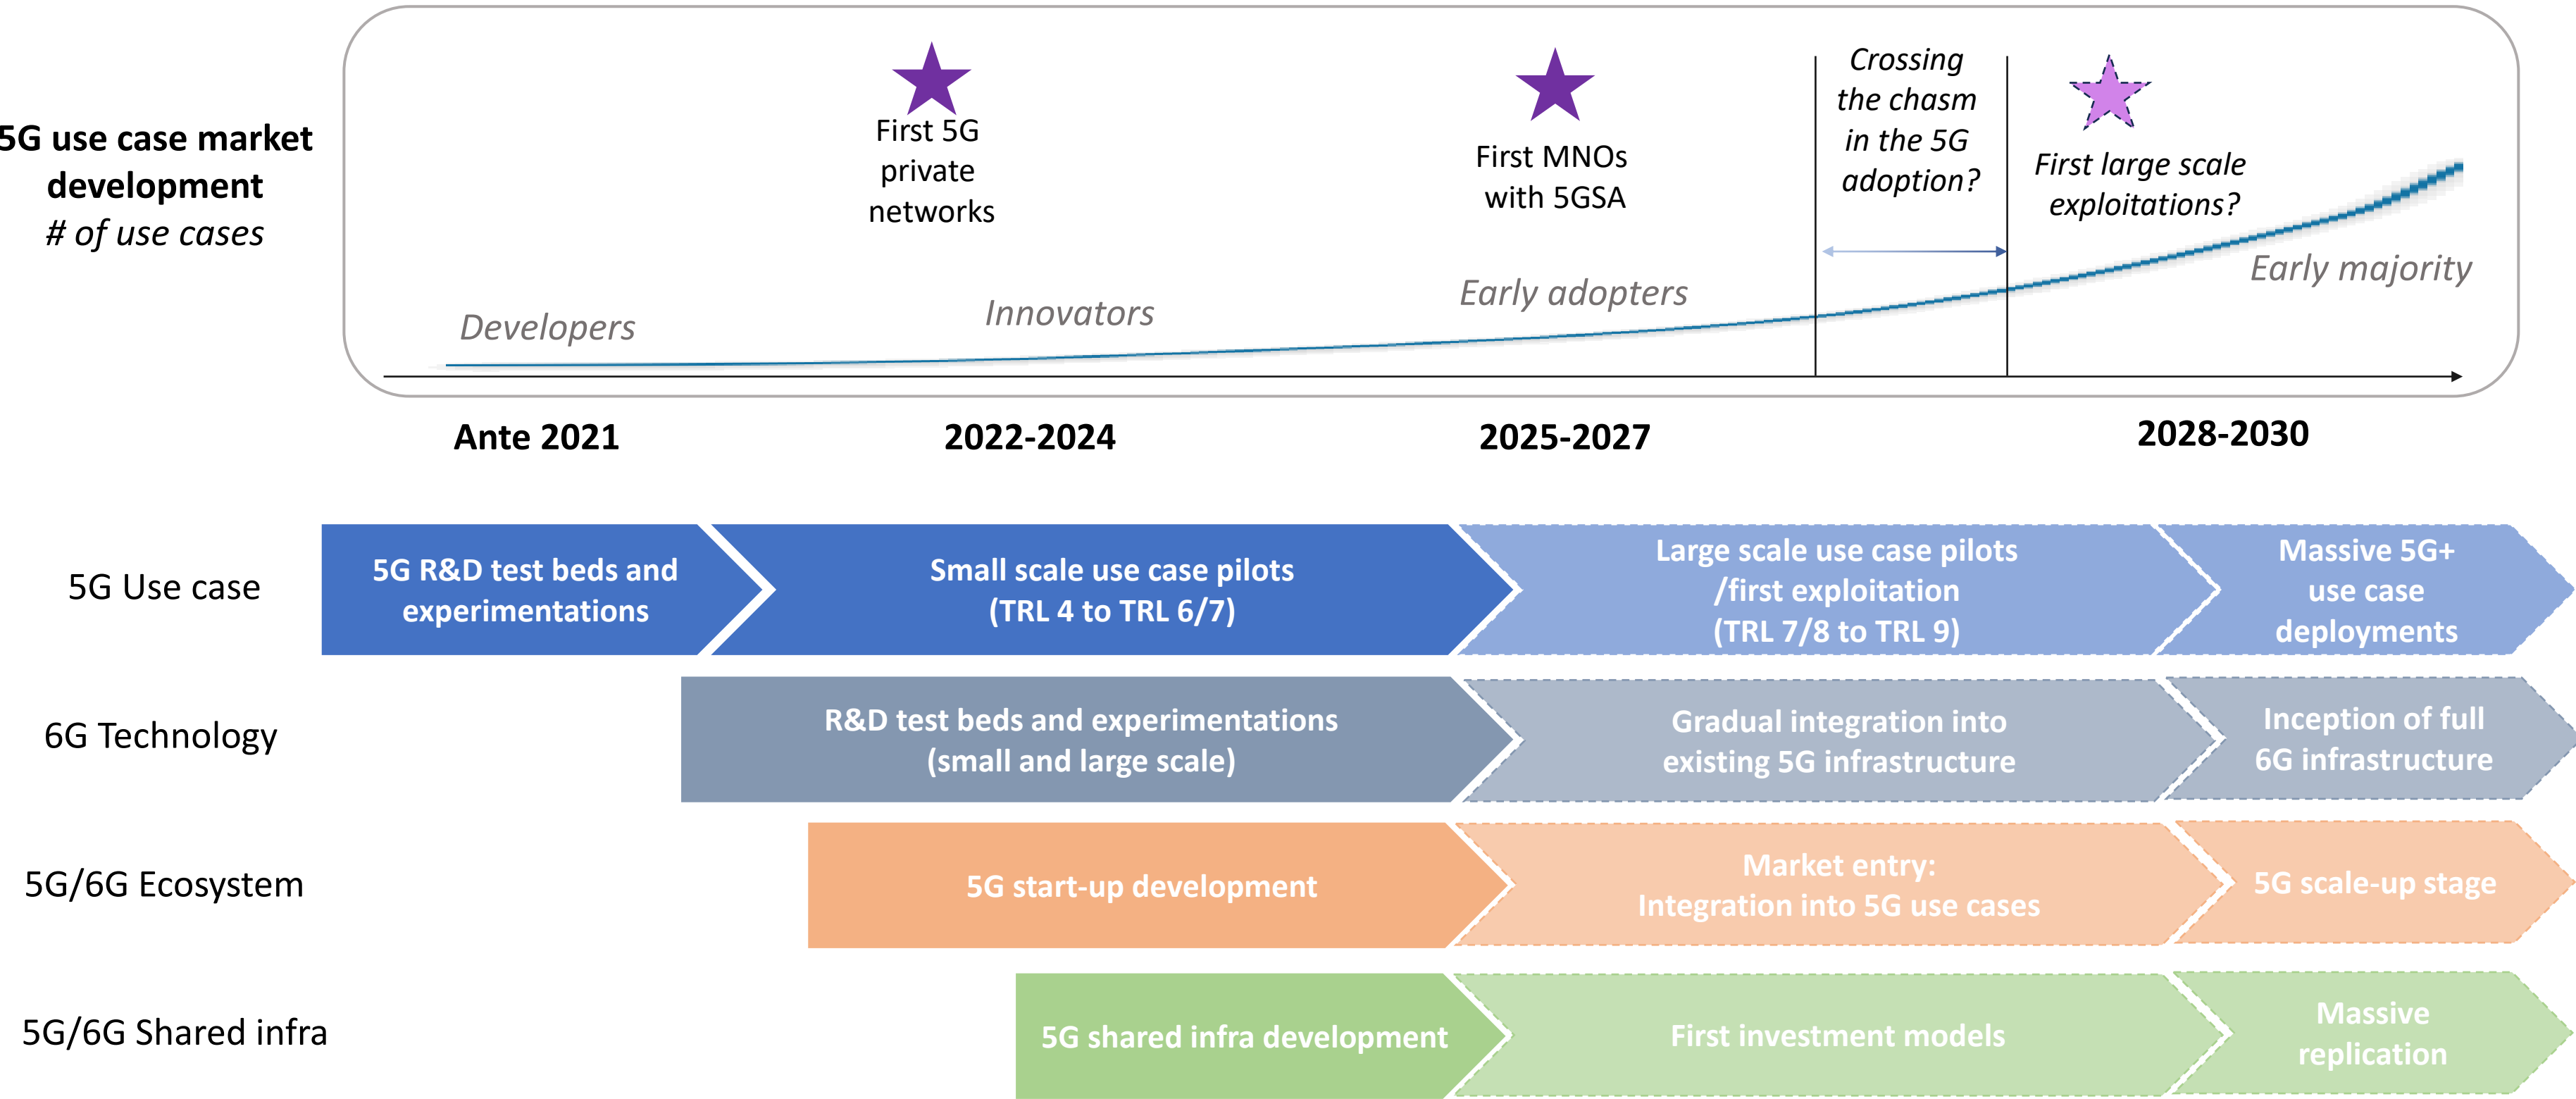 5G use case market
development
# of use cases
First 5G
private
networks
First MNOs
with 5GSA
Crossing
the chasm
in the 5G
adoption?
First large scale
exploitations?
Developers
Innovators
Early adopters
Early majority
Ante 2021
2022-2024
2025-2027
2028-2030
5G Use case
5G R&D test beds and
experimentations
Small scale use case pilots
(TRL 4 to TRL 6/7)
Large scale use case pilots
/first exploitation
(TRL 7/8 to TRL 9)
Massive 5G+
use case
deployments
6G Technology
R&D test beds and experimentations
(small and large scale)
Gradual integration into
existing 5G infrastructure
Inception of full
6G infrastructure
5G/6G Ecosystem
5G start-up development
Market entry:
Integration into 5G use cases
5G scale-up stage
5G/6G Shared infra
5G shared infra development
First investment models
Massive
replication